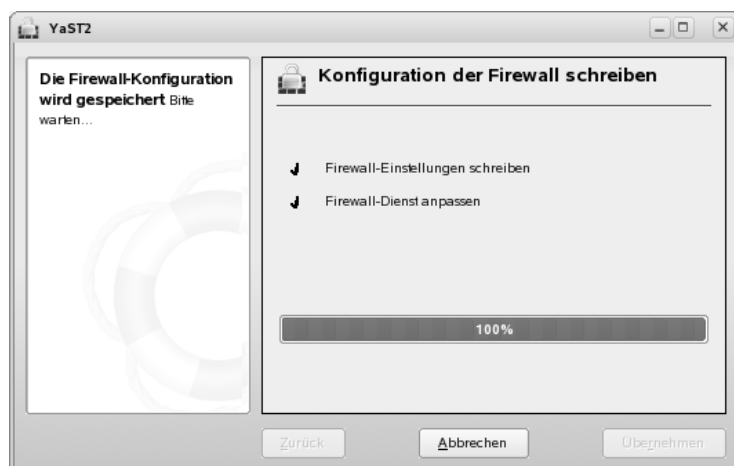 YaST2
Die Firewall-Konfiguration
wird gespeichert Bitte
warten...
Konfiguration der Firewall schreiben
Firewall-Einstellungen schreiben
Firewall-Dienst anpassen
100%
Zurück
Abbrechen
Übernehmen